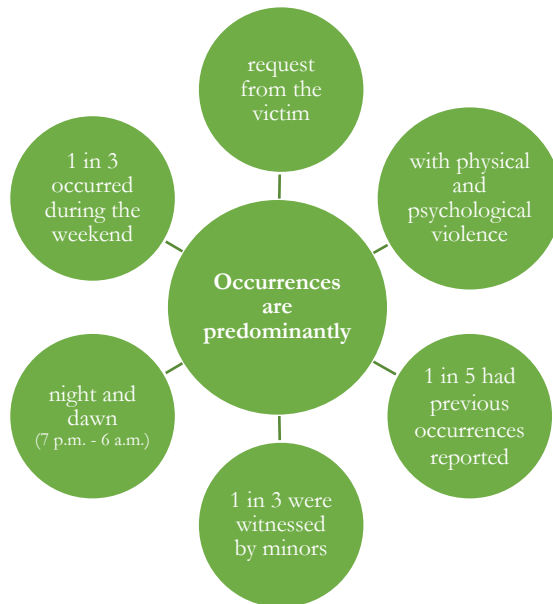 request
from the
victim
1 in 3
occurred
during the
weekend
with physical
and
psychological
violence
Occurrences
are
predominantly
night and
dawn
(7 p.m. - 6 a.m.)
1 in 5 had
previous
occurrences
reported
1 in 3 were
witnessed
by minors